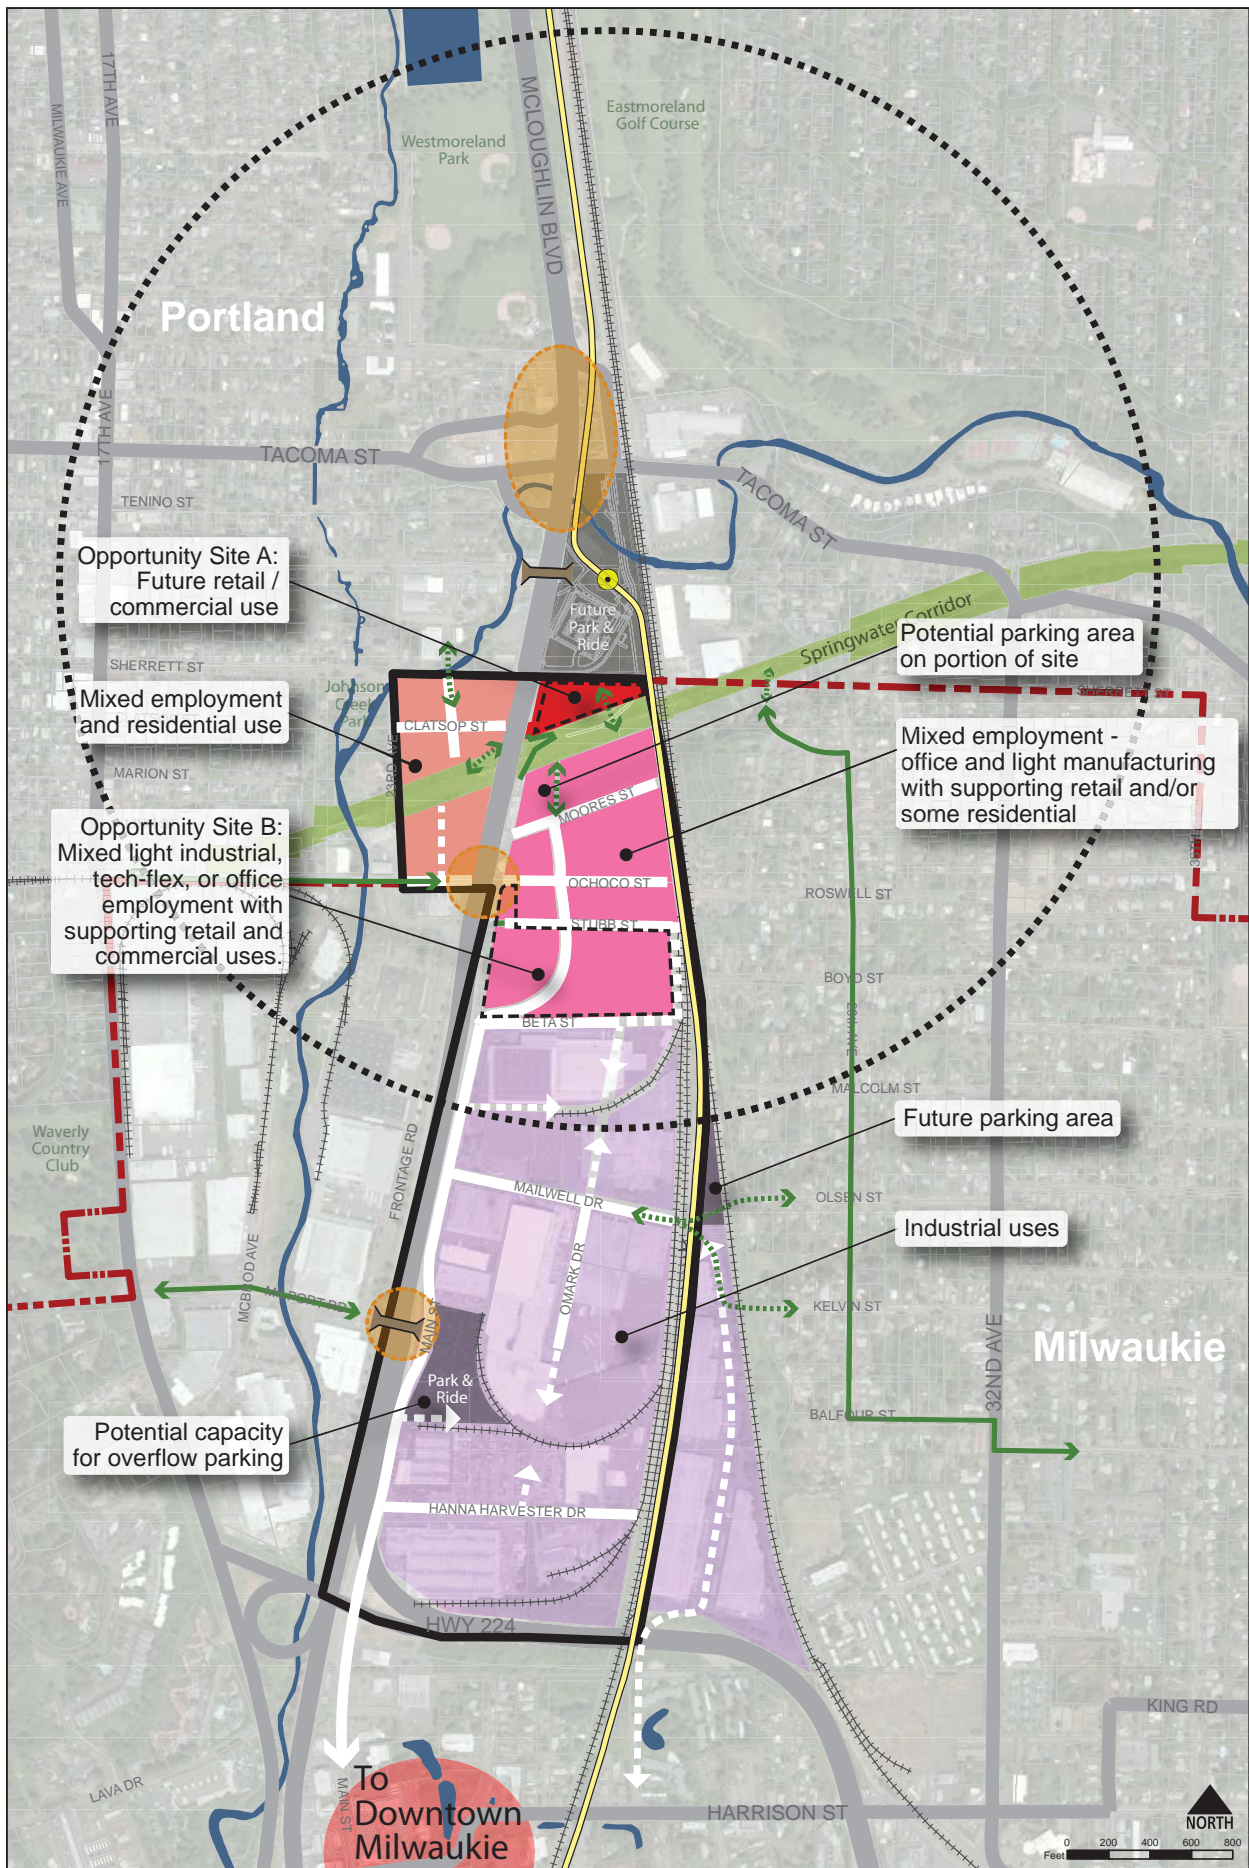 17TH AVE
MILWAUKIE AVE
MCLOUGHLIN BLVD
Eastmoreland
Golf Course
Westmoreland
Park
Portland
17TH AVE
TACOMA ST
TACOMA ST
TENINO ST
Opportunity Site A:
Future retail /
commercial use
Future
Park &
Ride
Springwater Corridor
Potential parking area
on portion of site
SHERRETT ST
SHERRETT ST
Johnson
Creek
Park
Mixed employment
and residential use
CLATSOP ST
23RD AVE
MARION ST
Mixed employment -
office and light manufacturing
with supporting retail and/or
some residential
MOORES ST
Opportunity Site B:
Mixed light industrial,
tech-flex, or office
employment with
supporting retail and
commercial uses.
OCHOCO ST
ROSWELL ST
STUBB ST
BOYD ST
BETA ST
MALCOLM ST
Waverly
Country
Club
Future parking area
FRONTAGE RD
MAILWELL DR
OLSEN ST
Industrial uses
OMARK DR
MCBROD AVE
MAIN ST
KELVIN ST
32ND AVE
Milwaukie
Park &
Ride
BALFOUR ST
Potential capacity
for overflow parking
HANNA HARVESTER DR
HWY 224
KING RD
LAVA DR
MAIN ST
To
Downtown
Milwaukie
HARRISON ST
NORTH
0 200 400 600 800
Feet